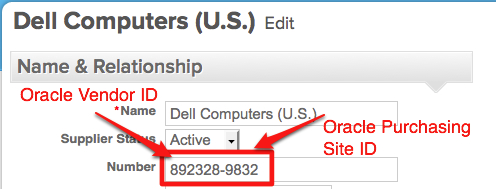 Dell Computers (U.S.) Edit
Name & Relationship
Oracle Vendor ID
*Name Dell Computers (U.S.)
Oracle Purchasing
Site ID
Supplier Status Active
Number 892328-9832